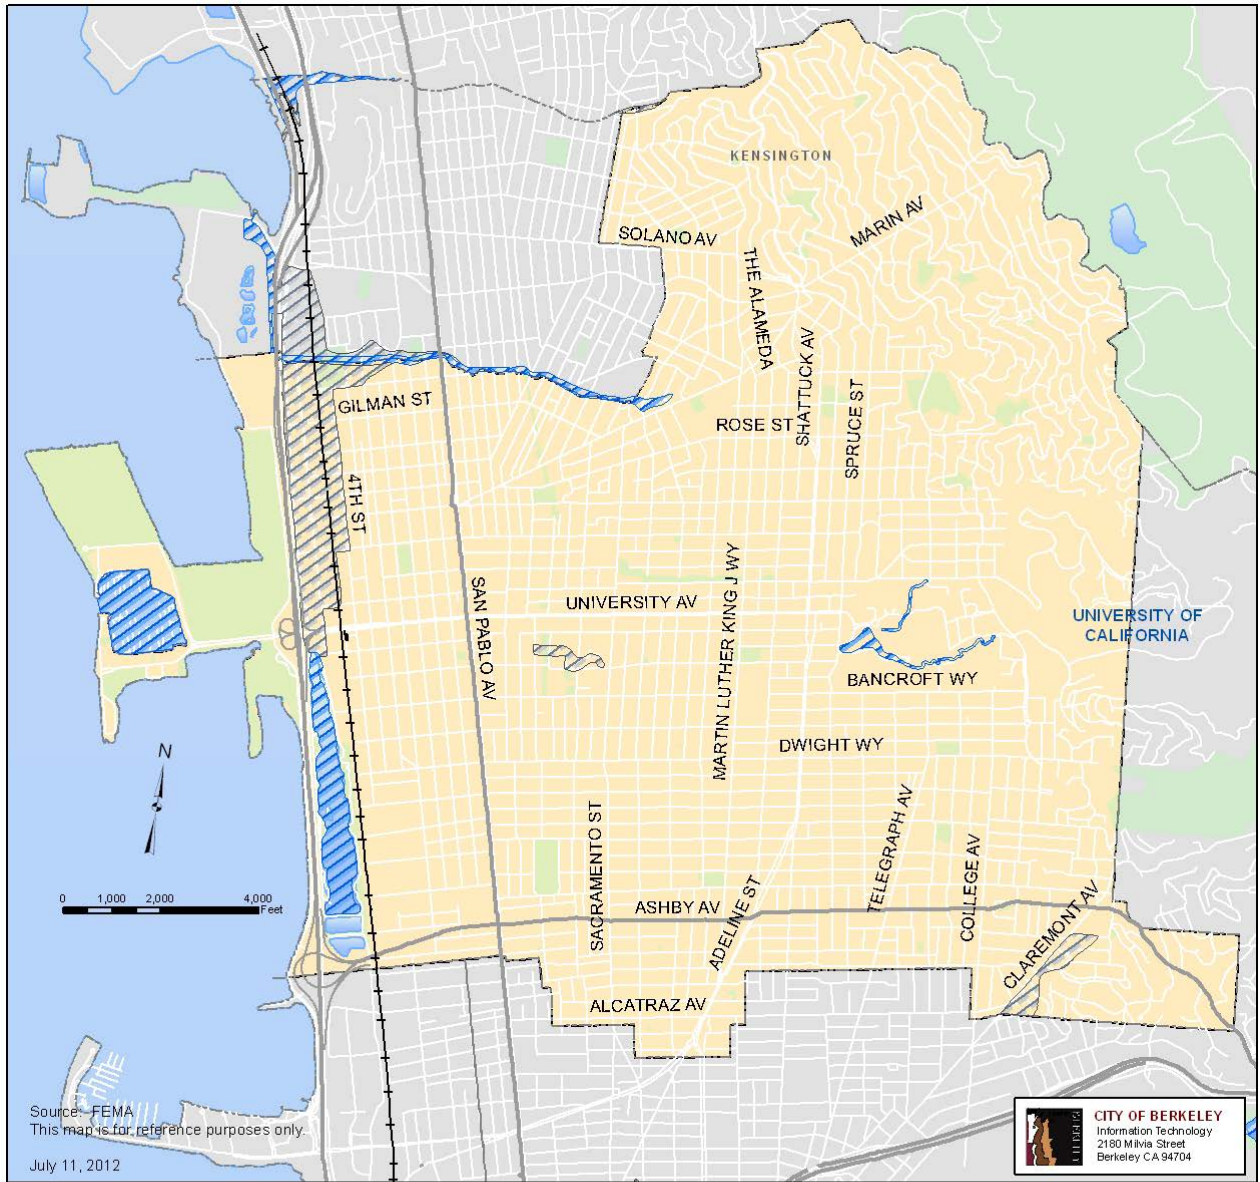 KENSINGTON
MARIN AV
SOLANO AV
THE ALAMEDA
SHATTUCK AV
SPRUCE ST
GILMAN ST
ROSE ST
4TH ST
SAN PABLO AV
MARTIN LUTHER KING J WY
UNIVERSITY AV
UNIVERSITY OF
CALIFORNIA
BANCROFT WY
DWIGHT WY
N
SACRAMENTO ST
TELEGRAPH AV
COLLEGE AV
CLAREMONT AV
ADELINE ST
ASHBY AV
0 1,000 2,000 4,000
Feet
ALCATRAZ AV
Source: FEMA
This map is for reference purposes only.
July 11, 2012
CITY OF BERKELEY
Information Technology
2180 Milvia Street
Berkeley CA 94704